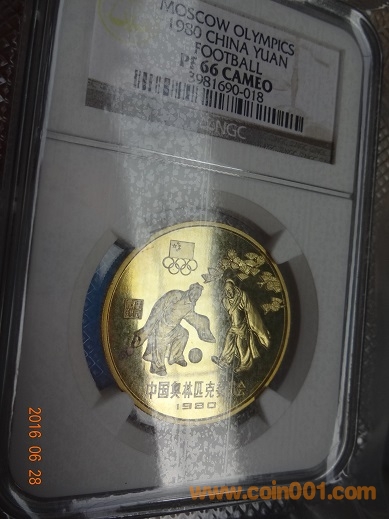 MOSCOW OLYMPICS
1980 CHINA YUAN
FOOTBALL
PF 66 CAMEO
3981690-018
NGC
中国奥林匹克委员会
1980
2016 06 28
www.coin001.com